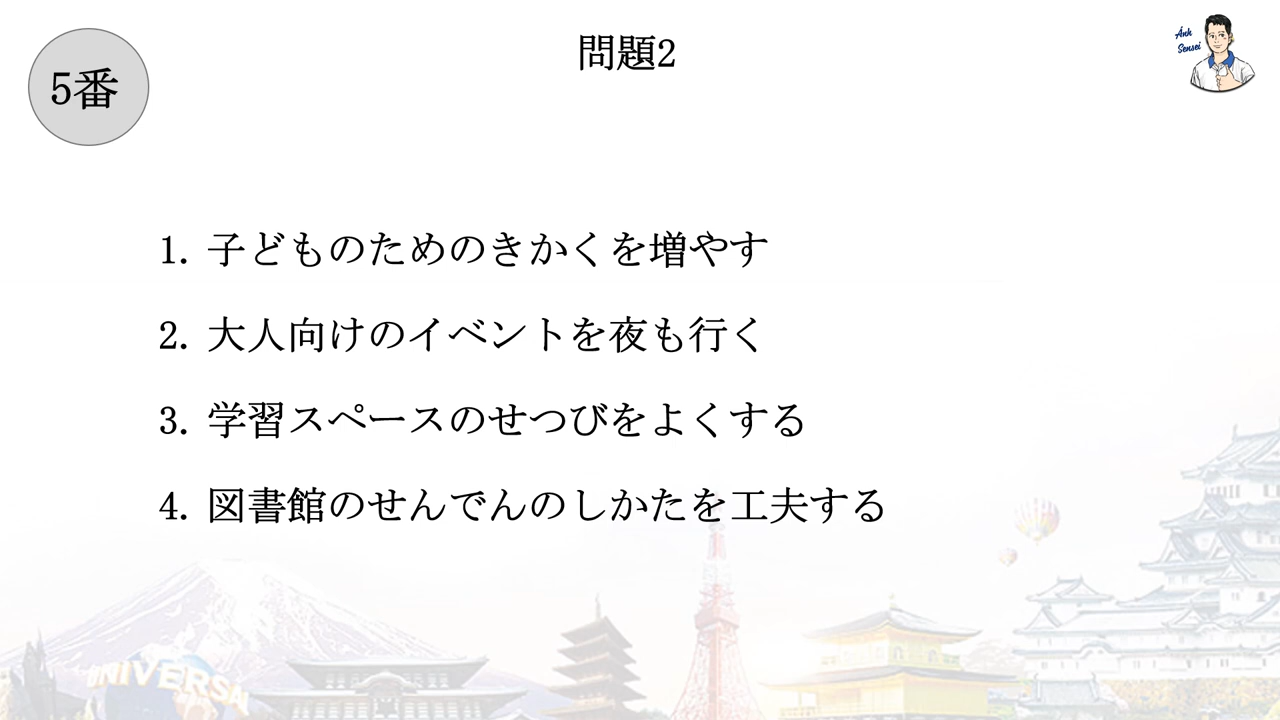 5番
問題2
Ánh
Sensei
1. 子どものためのきかくを増やす
2. 大人向けのイベントを夜も行く
3. 学習スペースのせつびをよくする
4. 図書館のせんでんのしかたを工夫する
UNIVERSAL